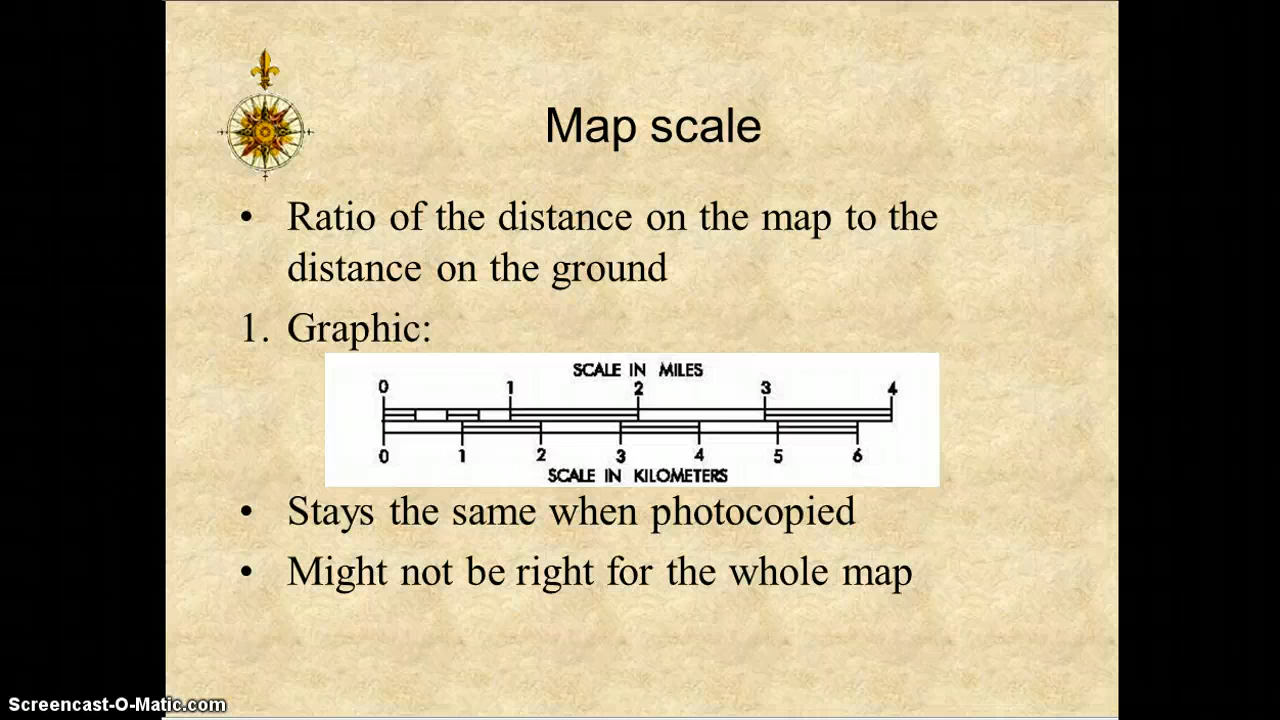 Map scale
• Ratio of the distance on the map to the
distance on the ground
1. Graphic:
SCALE IN MILES
0 1 2 3 4
0 1 2 3 4 5 6
SCALE IN KILOMETERS
• Stays the same when photocopied
• Might not be right for the whole map
Screencast-O-Matic.com